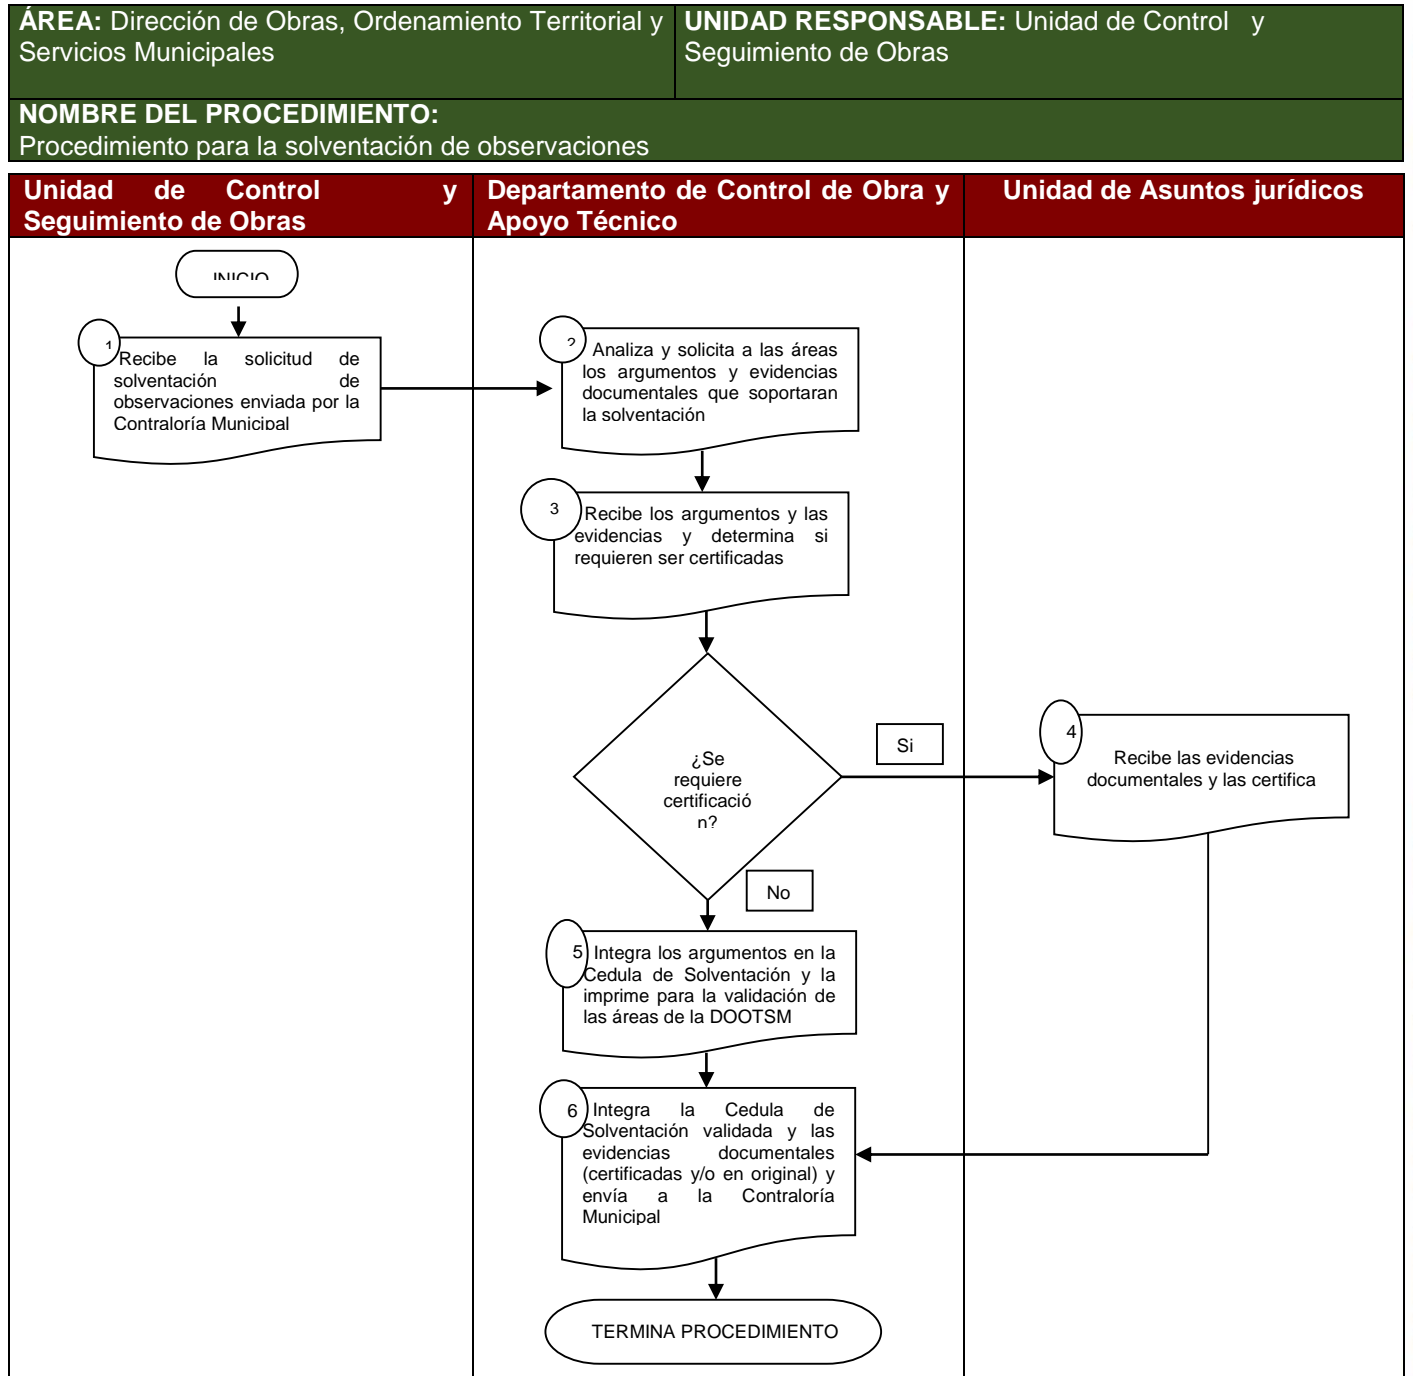 ÁREA: Dirección de Obras, Ordenamiento Territorial y
Servicios Municipales
UNIDAD RESPONSABLE: Unidad de Control y
Seguimiento de Obras
NOMBRE DEL PROCEDIMIENTO:
Procedimiento para la solventación de observaciones
Unidad de Control y
Seguimiento de Obras
Departamento de Control de Obra y
Apoyo Técnico
Unidad de Asuntos jurídicos
INICIO
1
Recibe la solicitud de
solventación de
observaciones enviada por la
Contraloría Municipal
2
Analiza y solicita a las áreas
los argumentos y evidencias
documentales que soportaran
la solventación
3
Recibe los argumentos y las
evidencias y determina si
requieren ser certificadas
¿Se
requiere
certificació
n?
Si
4
Recibe las evidencias
documentales y las certifica
No
5
Integra los argumentos en la
Cedula de Solventación y la
imprime para la validación de
las áreas de la DOOTSM
6
Integra la Cedula de
Solventación validada y las
evidencias documentales
(certificadas y/o en original) y
envía a la Contraloría
Municipal
TERMINA PROCEDIMIENTO